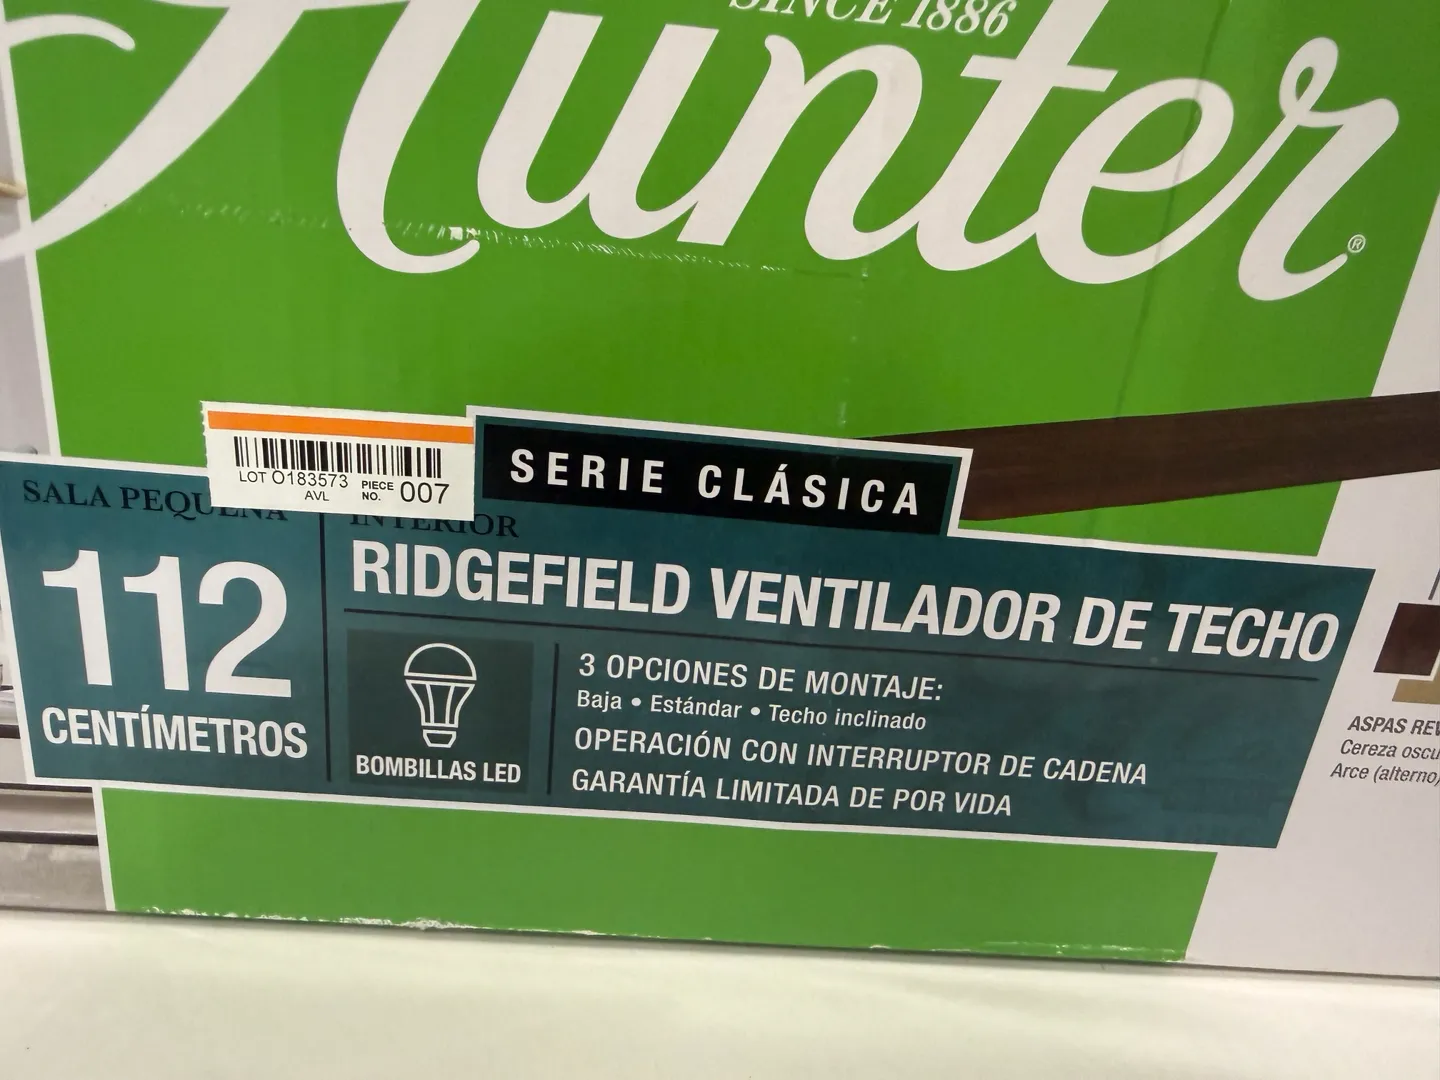 SINCE 1886
Hunter®
LOT O183573 PIECE NO. 007
AVL
SERIE CLÁSICA
SALA PEQUEÑA
112
CENTÍMETROS
INTERIOR
RIDGEFIELD VENTILADOR DE TECHO
BOMBILLAS LED
3 OPCIONES DE MONTAJE:
Baja • Estándar • Techo inclinado
OPERACIÓN CON INTERRUPTOR DE CADENA
GARANTÍA LIMITADA DE POR VIDA
ASPAS
Cereza
Arce (alterno)